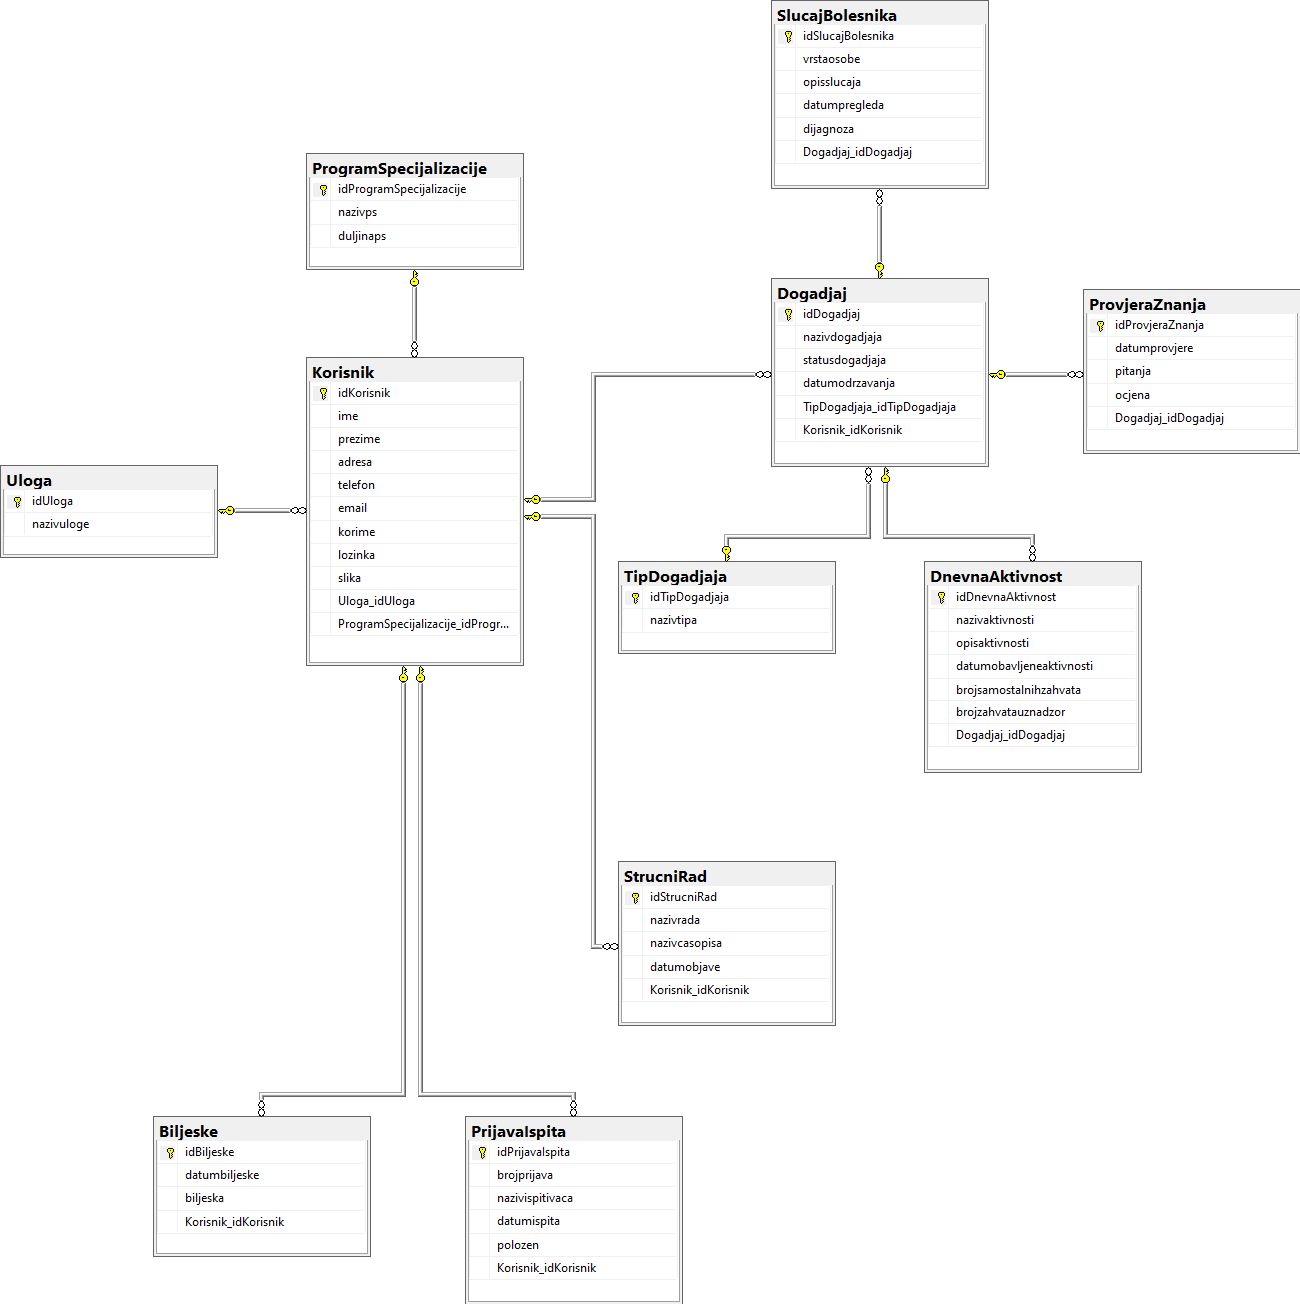 SlucajBolesnika
idSlucajBolesnika
vrstaosobe
opisslucaja
datumpregleda
dijagnoza
Dogadjaj_idDogadjaj
ProgramSpecijalizacije
idProgramSpecijalizacije
nazivps
duljinaps
Dogadjaj
idDogadjaj
nazivdogadjaja
statusdogadjaja
datumodrzavanja
TipDogadjaja_idTipDogadjaja
Korisnik_idKorisnik
ProvjeraZnanja
idProvjeraZnanja
datumprovjere
pitanja
ocjena
Dogadjaj_idDogadjaj
Korisnik
idKorisnik
ime
prezime
adresa
telefon
email
korime
lozinka
slika
Uloga_idUloga
ProgramSpecijalizacije_idProgr...
Uloga
idUloga
nazivuloge
TipDogadjaja
idTipDogadjaja
nazivtipa
DnevnaAktivnost
idDnevnaAktivnost
nazivaktivnosti
opisaktivnosti
datumobavljeneaktivnosti
brojsamostalnihzahvata
brojzahvatauznadzor
Dogadjaj_idDogadjaj
StrucniRad
idStrucniRad
nazivrada
nazivcasopisa
datumobjave
Korisnik_idKorisnik
Biljeske
idBiljeske
datumbiljeske
biljeska
Korisnik_idKorisnik
PrijavaIspita
idPrijavaIspita
brojprijava
nazivispitivaca
datumispita
polozen
Korisnik_idKorisnik